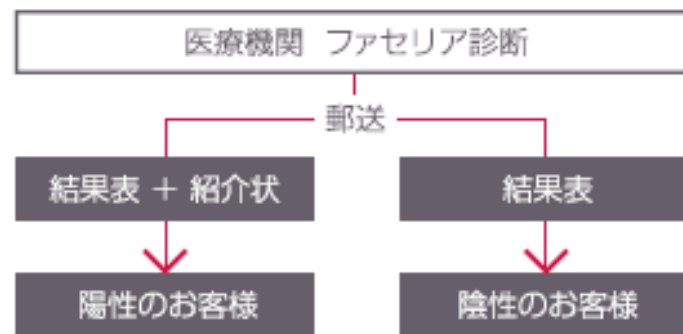 医療機関 ファセリア診断
郵送
結果表 + 紹介状
結果表
陽性のお客様
陰性のお客様